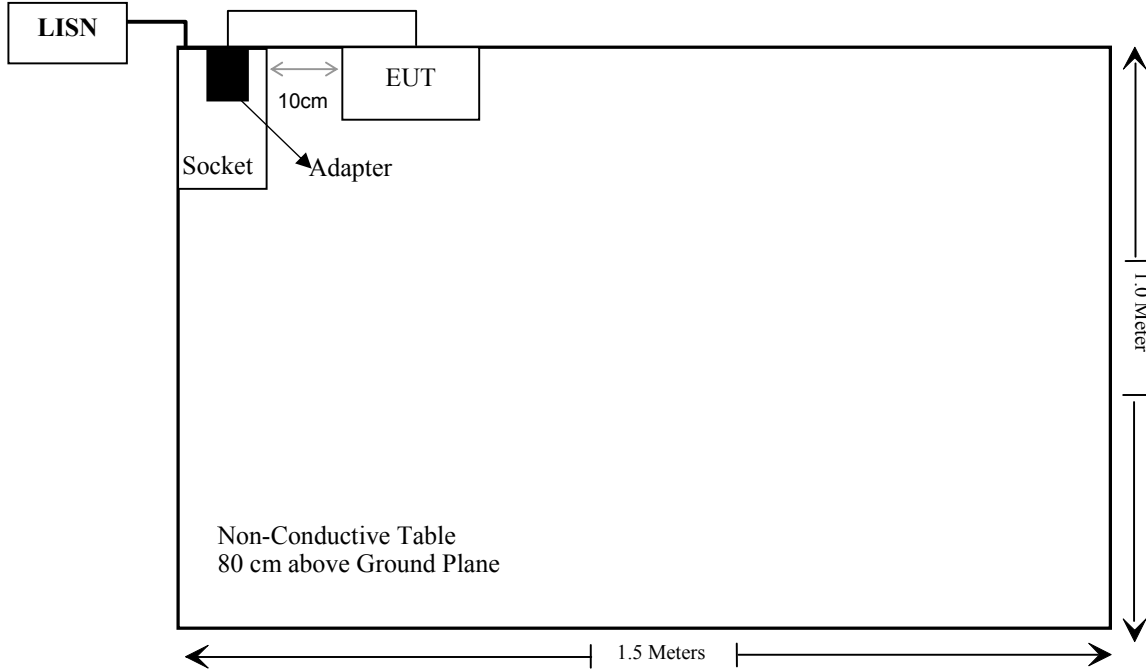 LISN
EUT
10cm
Socket
Adapter
1.0 Meter
Non-Conductive Table
80 cm above Ground Plane
1.5 Meters